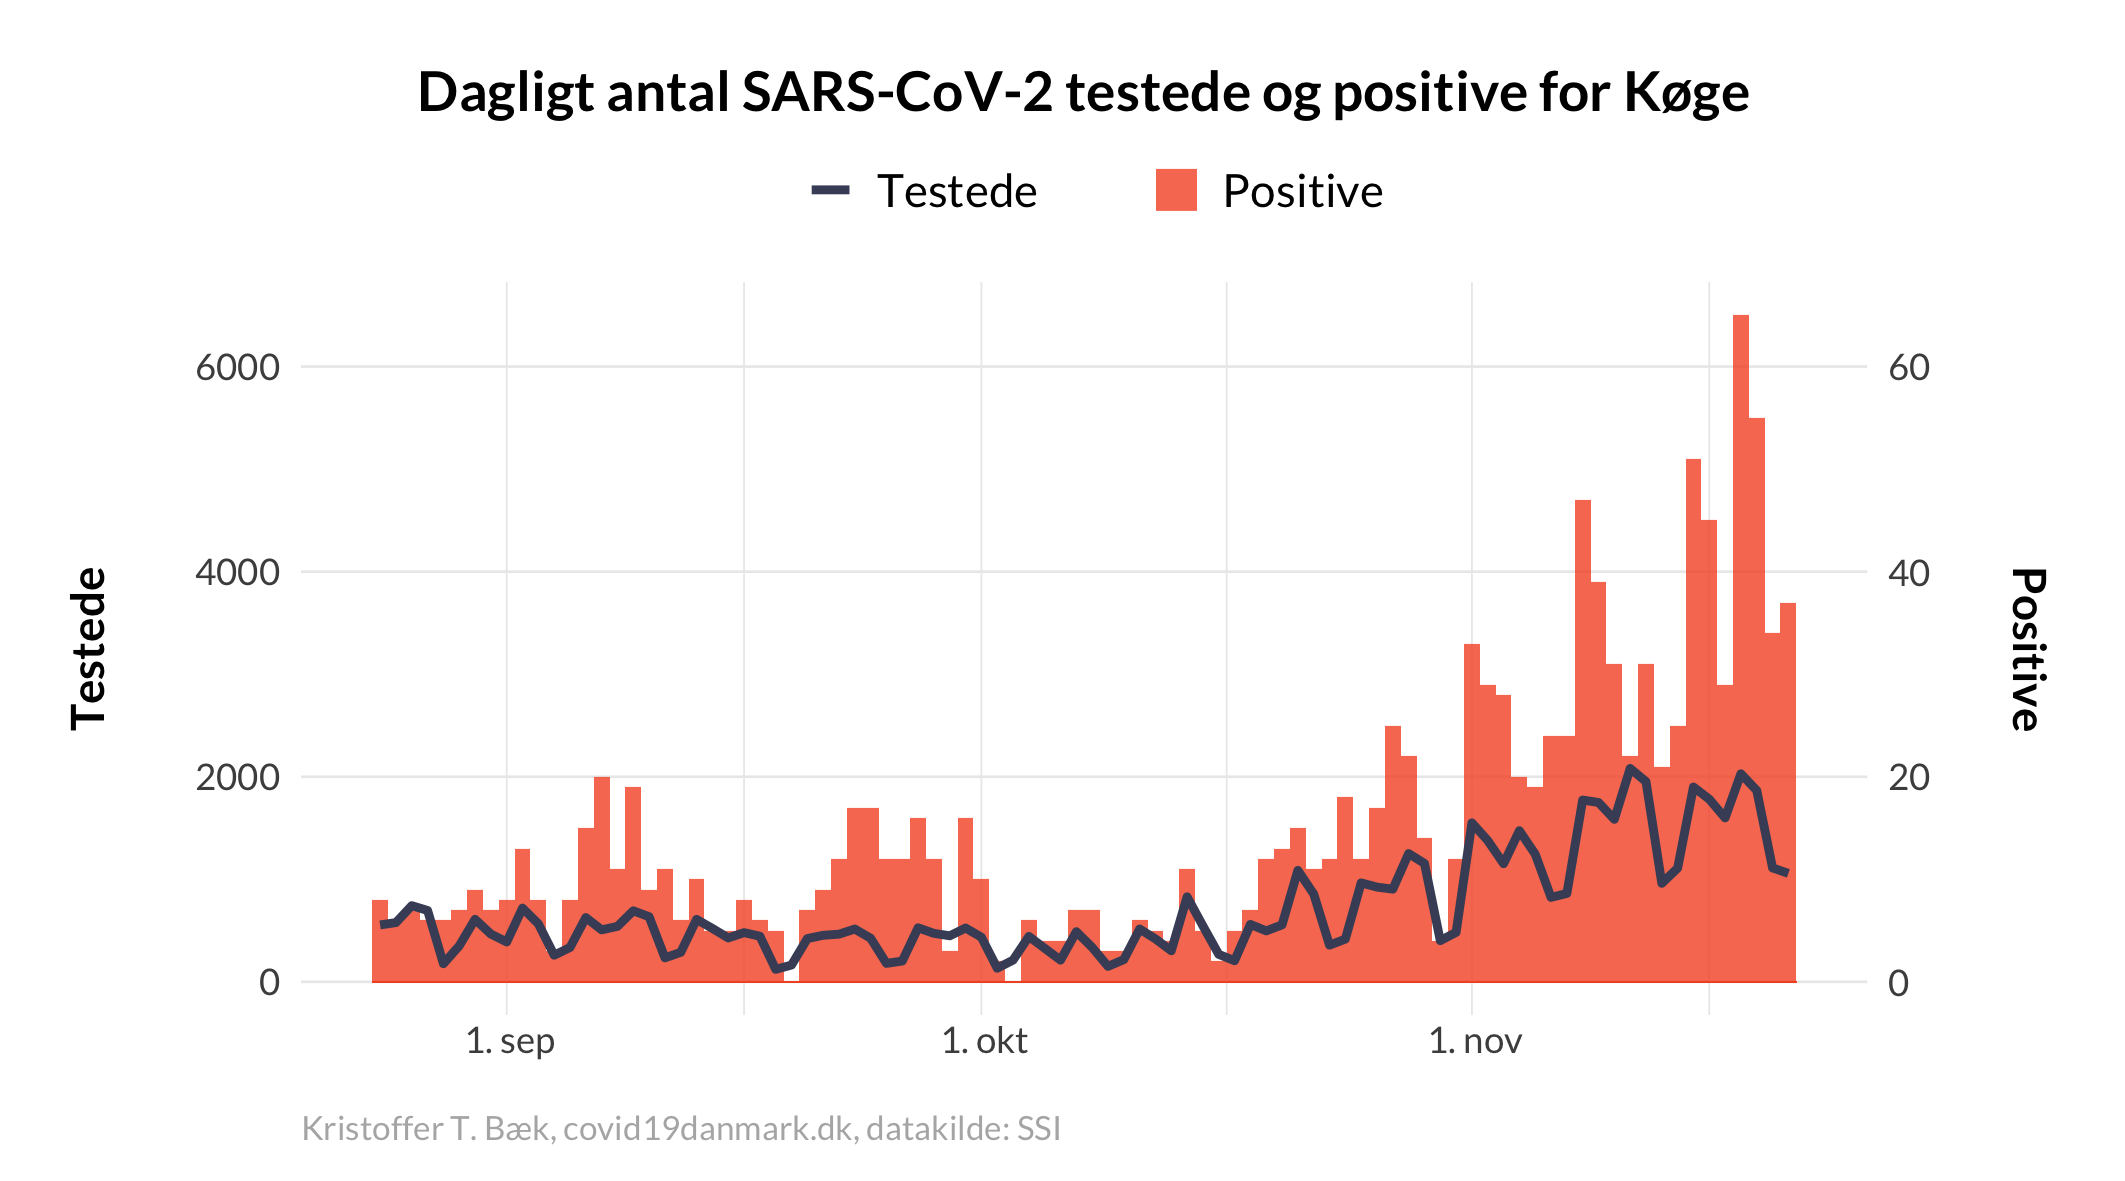 Dagligt antal SARS-CoV-2 testede og positive for Køge
Testede
Positive
6000
4000
2000
0
60
40
20
0
Testede
Positive
1. sep
1. okt
1. nov
Kristoffer T. Bæk, covid19danmark.dk, datakilde: SSI